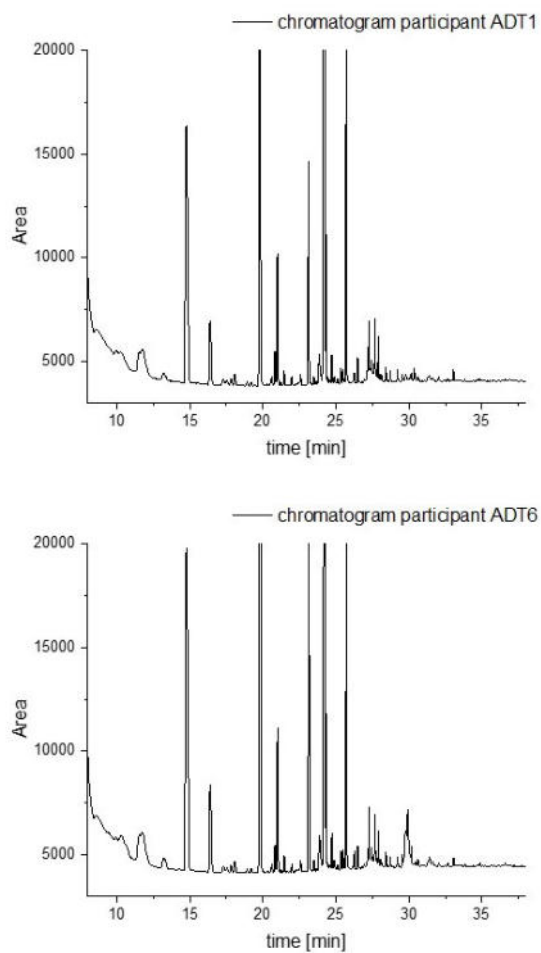 chromatogram participant ADT1
20000
15000
10000
5000
Area
10 15 20 25 30 35
time [min]
chromatogram participant ADT6
20000
15000
10000
5000
Area
10 15 20 25 30 35
time [min]